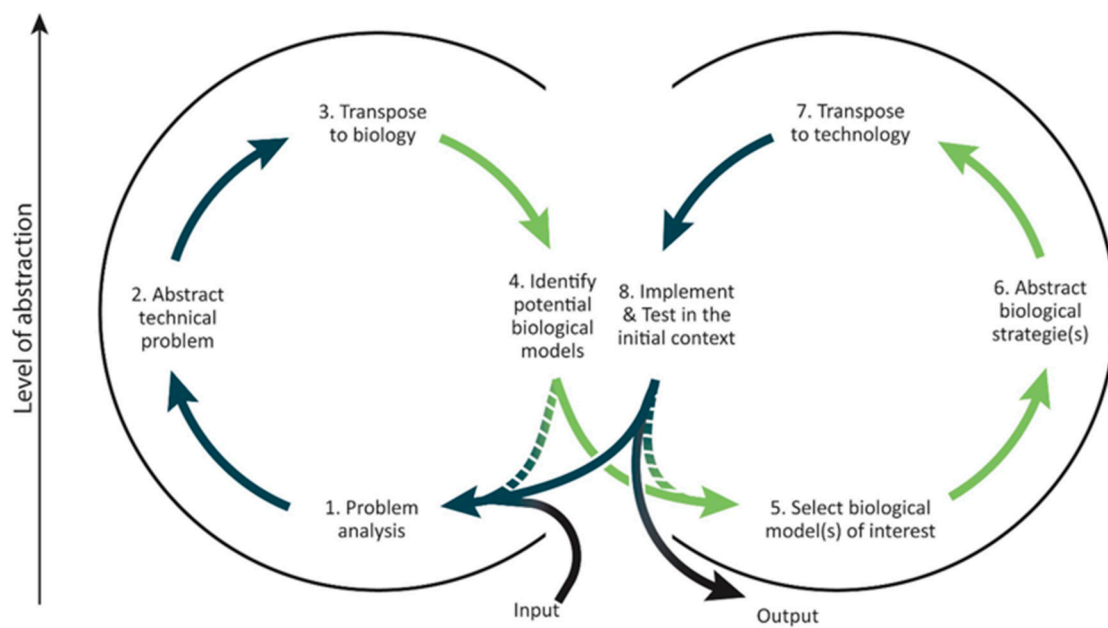 Level of abstraction
3. Transpose
to biology
7. Transpose
to technology
2. Abstract
technical
problem
4. Identify
potential
biological
models
8. Implement
& Test in the
initial context
6. Abstract
biological
strategie(s)
1. Problem
analysis
5. Select biological
model(s) of interest
Input
Output